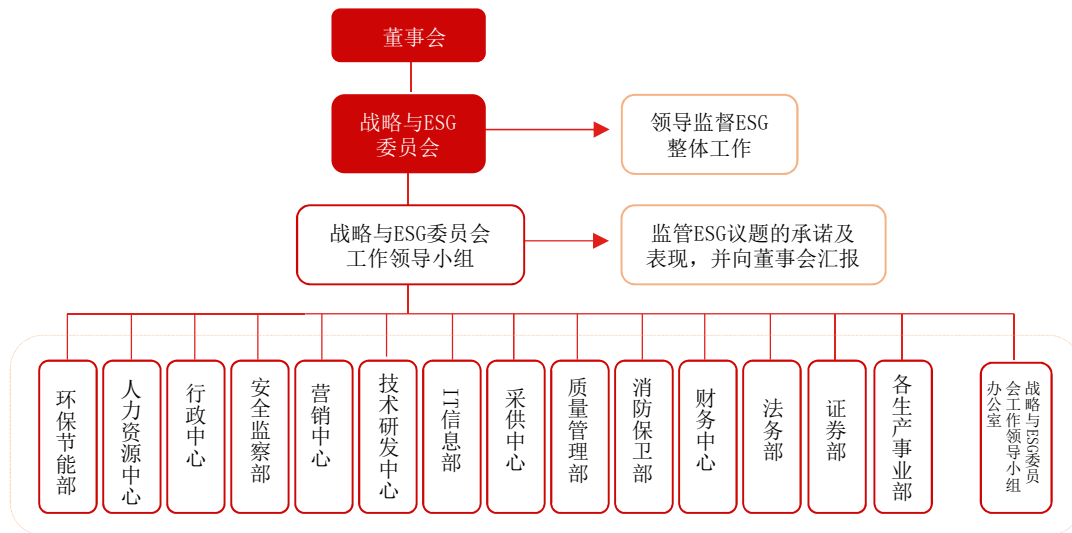 董事会
战略与ESG
委员会
领导监督ESG
整体工作
战略与ESG委员会
工作领导小组
监管ESG议题的承诺及
表现，并向董事会汇报
环保节能部
人力资源中心
行政中心
安全监察部
营销中心
技术研发中心
IT信息部
采供中心
质量管理部
消防保卫部
财务中心
法务部
证券部
各生产事业部
战略与ESG委员
会工作领导小组
办公室